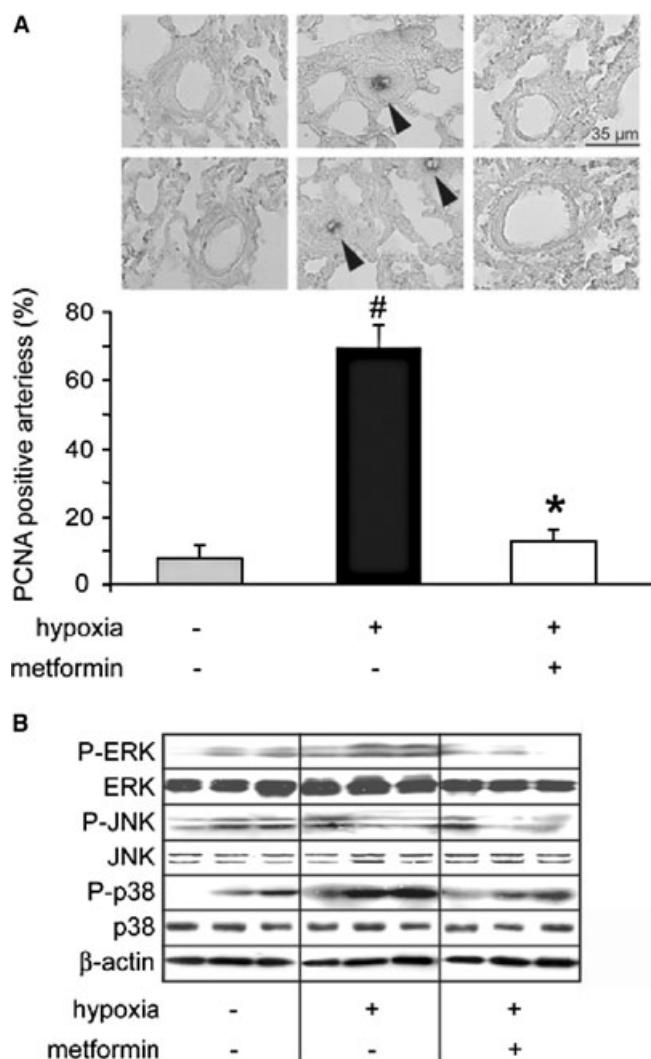 A
35 µm
PCNA positive arteriess (%)
80
60
40
20
0
#
*
hypoxia - + +
metformin - - +
B
P-ERK
ERK
P-JNK
JNK
P-p38
p38
β-actin
hypoxia - + +
metformin - - +